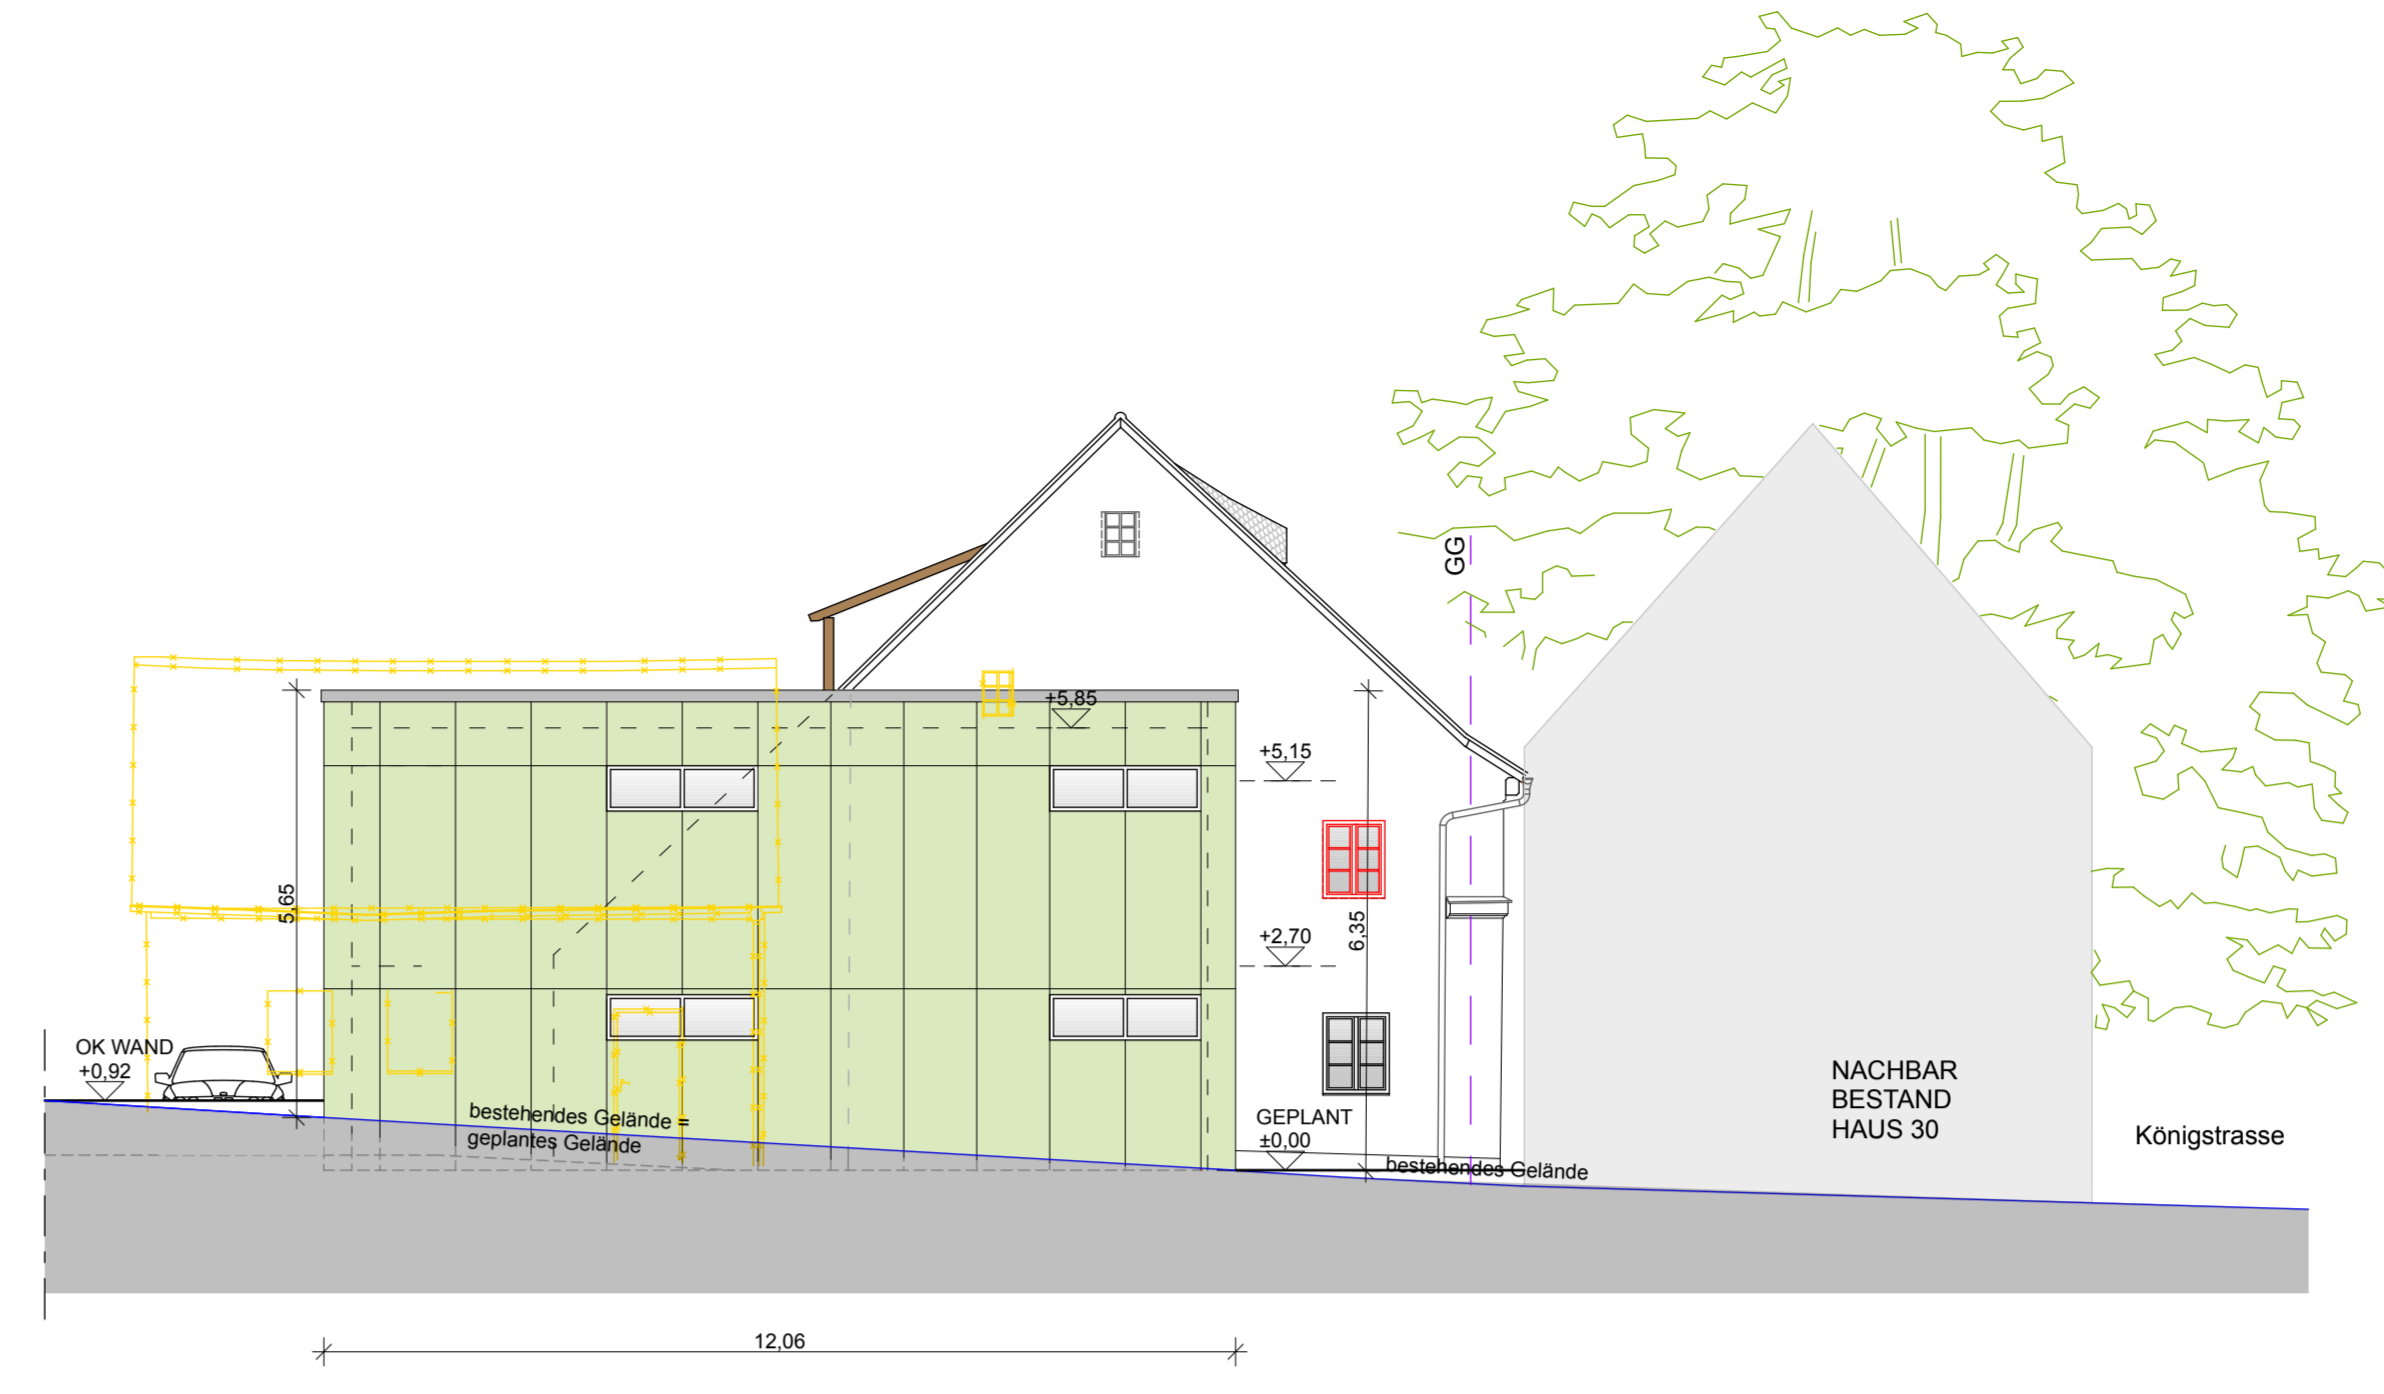 GG
+5,85
+5,15
5,65
6,35
+2,70
OK WAND
+0,92
bestehendes Gelände =
geplantes Gelände
GEPLANT
±0,00
bestehendes Gelände
NACHBAR
BESTAND
HAUS 30
Königstrasse
12,06